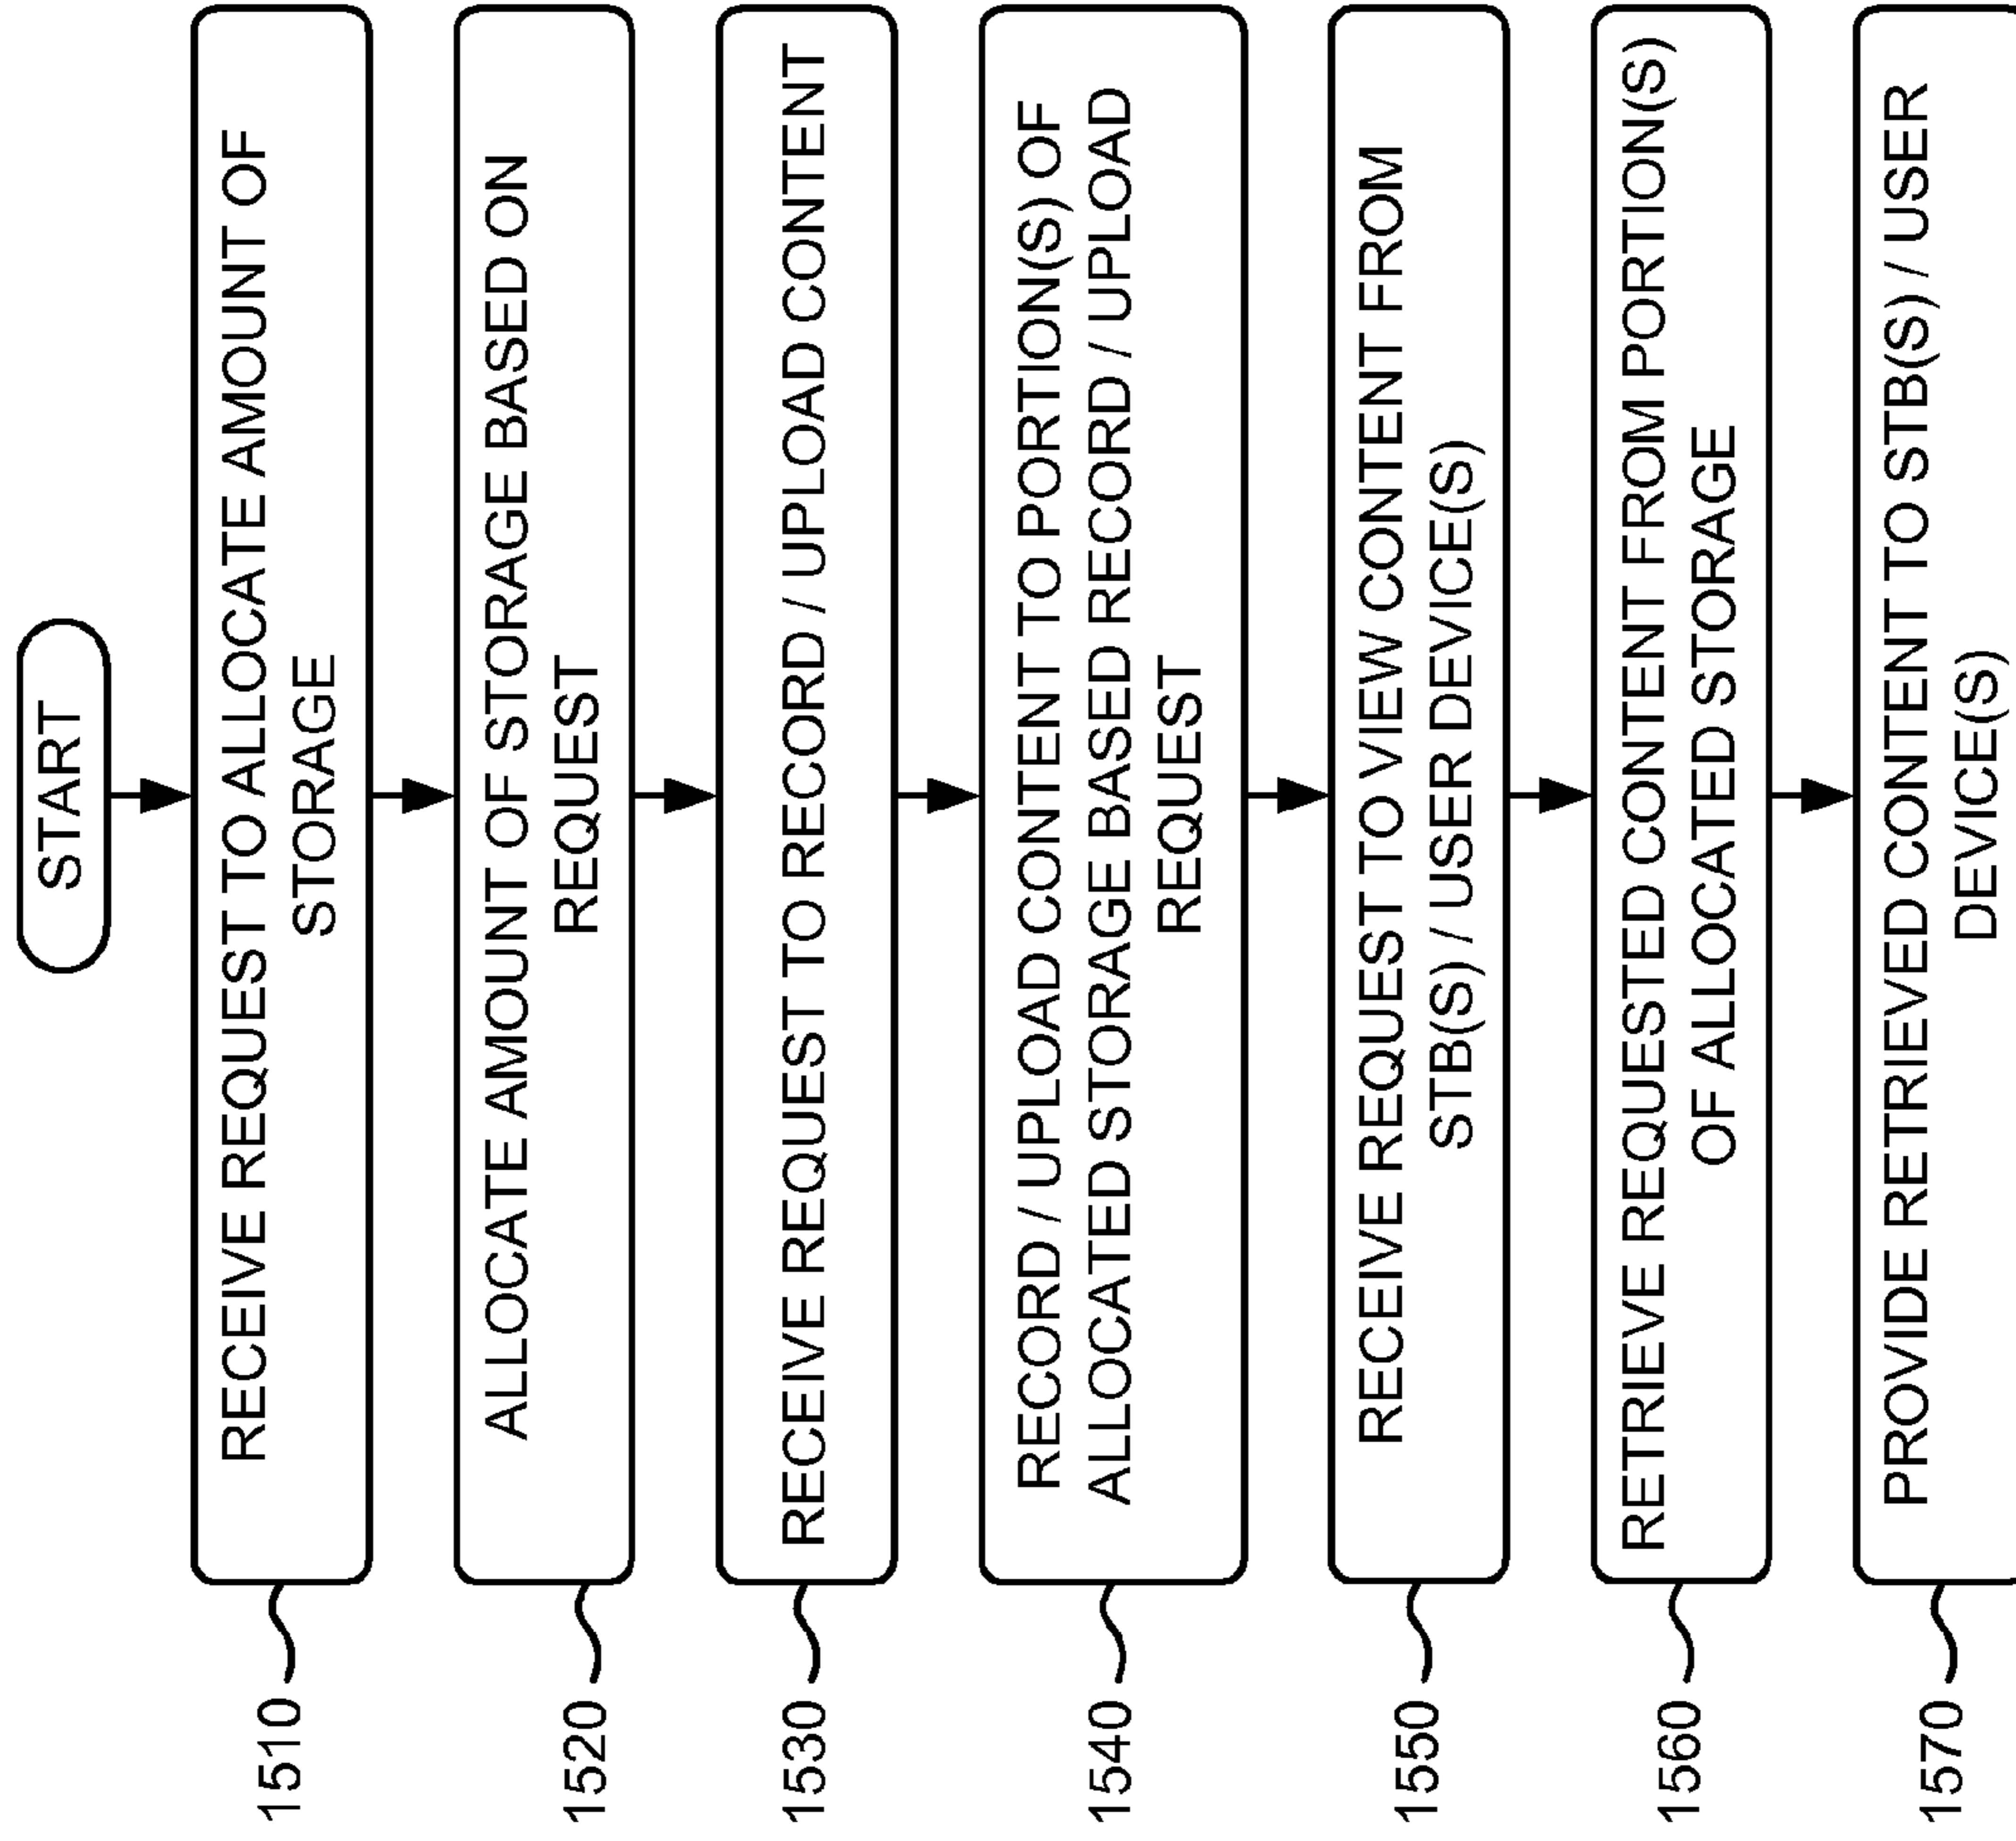 START
1510
RECEIVE REQUEST TO ALLOCATE AMOUNT OF
STORAGE
1520
ALLOCATE AMOUNT OF STORAGE BASED ON
REQUEST
1530
RECEIVE REQUEST TO RECORD / UPLOAD CONTENT
1540
RECORD / UPLOAD CONTENT TO PORTION(S) OF
ALLOCATED STORAGE BASED RECORD / UPLOAD
REQUEST
1550
RECEIVE REQUEST TO VIEW CONTENT FROM
STB(S) / USER DEVICE(S)
1560
RETRIEVE REQUESTED CONTENT FROM PORTION(S)
OF ALLOCATED STORAGE
1570
PROVIDE RETRIEVED CONTENT TO STB(S) / USER
DEVICE(S)